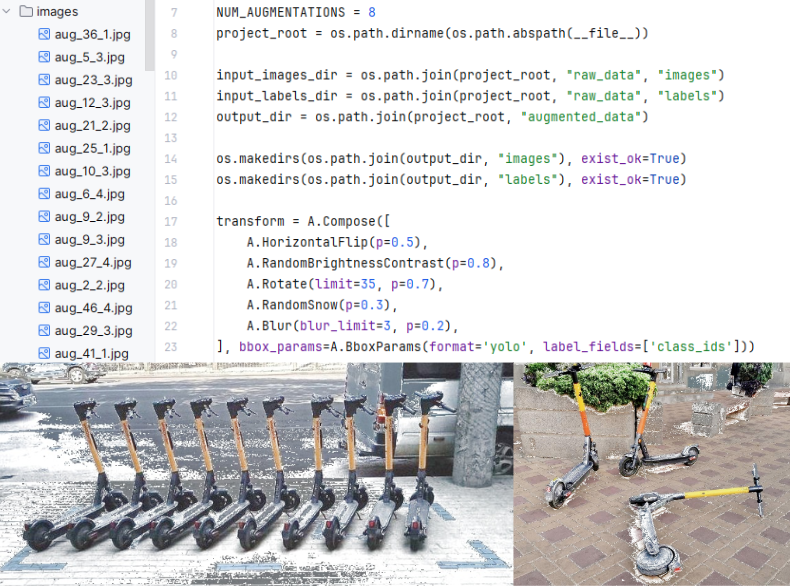 images
aug_36_1.jpg
aug_5_3.jpg
aug_23_3.jpg
aug_12_3.jpg
aug_21_2.jpg
aug_25_1.jpg
aug_10_3.jpg
aug_6_4.jpg
aug_9_2.jpg
aug_9_3.jpg
aug_27_4.jpg
aug_2_2.jpg
aug_46_4.jpg
aug_29_3.jpg
aug_41_1.jpg
7 NUM_AUGMENTATIONS = 8
8 project_root = os.path.dirname(os.path.abspath(__file__))
9
10 input_images_dir = os.path.join(project_root, "raw_data", "images")
11 input_labels_dir = os.path.join(project_root, "raw_data", "labels")
12 output_dir = os.path.join(project_root, "augmented_data")
13
14 os.makedirs(os.path.join(output_dir, "images"), exist_ok=True)
15 os.makedirs(os.path.join(output_dir, "labels"), exist_ok=True)
16
17 transform = A.Compose([
18     A.HorizontalFlip(p=0.5),
19     A.RandomBrightnessContrast(p=0.8),
20     A.Rotate(limit=35, p=0.7),
21     A.RandomSnow(p=0.3),
22     A.Blur(blur_limit=3, p=0.2),
23 ], bbox_params=A.BboxParams(format='yolo', label_fields=['class_ids']))